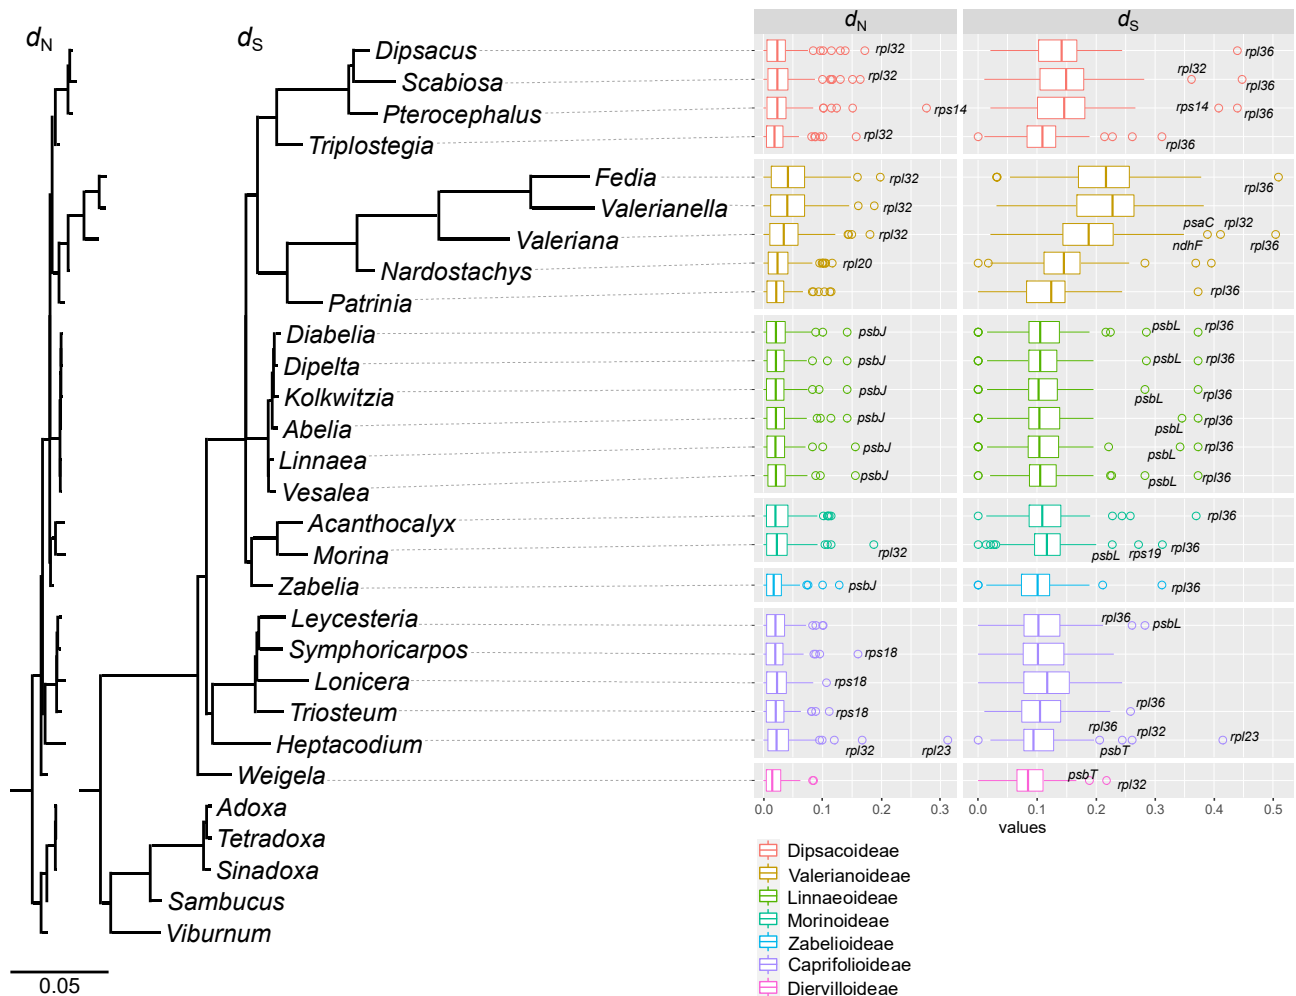 dN dS dN dS
Dipsacus rpl32 rpl36
Scabiosa rpl32 rpl32 rpl36
Pterocephalus rps14 rps14 rpl36
Triplostegia rpl32 rpl36
Fedia rpl32 rpl36
Valerianella rpl32
Valeriana rpl32 psaC rpl32 ndhF rpl36
Nardostachys rpl20
Patrinia rpl36
Diabelia psbJ psbL rpl36
Dipelta psbJ psbL rpl36
Kolkwitzia psbJ psbL rpl36
Abelia psbJ psbL rpl36
Linnaea psbJ psbL rpl36
Vesalea psbJ psbL rpl36
Acanthocalyx rpl36
Morina rpl32 psbL rps19 rpl36
Zabelia psbJ rpl36
Leycesteria rpl36 psbL
Symphoricarpos rps18
Lonicera rps18
Triosteum rps18 rpl36
Heptacodium rpl32 rpl23 rpl36 psbT rpl32 rpl23
Weigela psbT rpl32
Adoxa
Tetradoxa
Sinadoxa
Sambucus
Viburnum
0.05
0.0 0.1 0.2 0.3 0.0 0.1 0.2 0.3 0.4 0.5
values
Dipsacoideae
Valerianoideae
Linnaeoideae
Morinoideae
Zabelioideae
Caprifolioideae
Diervilloideae